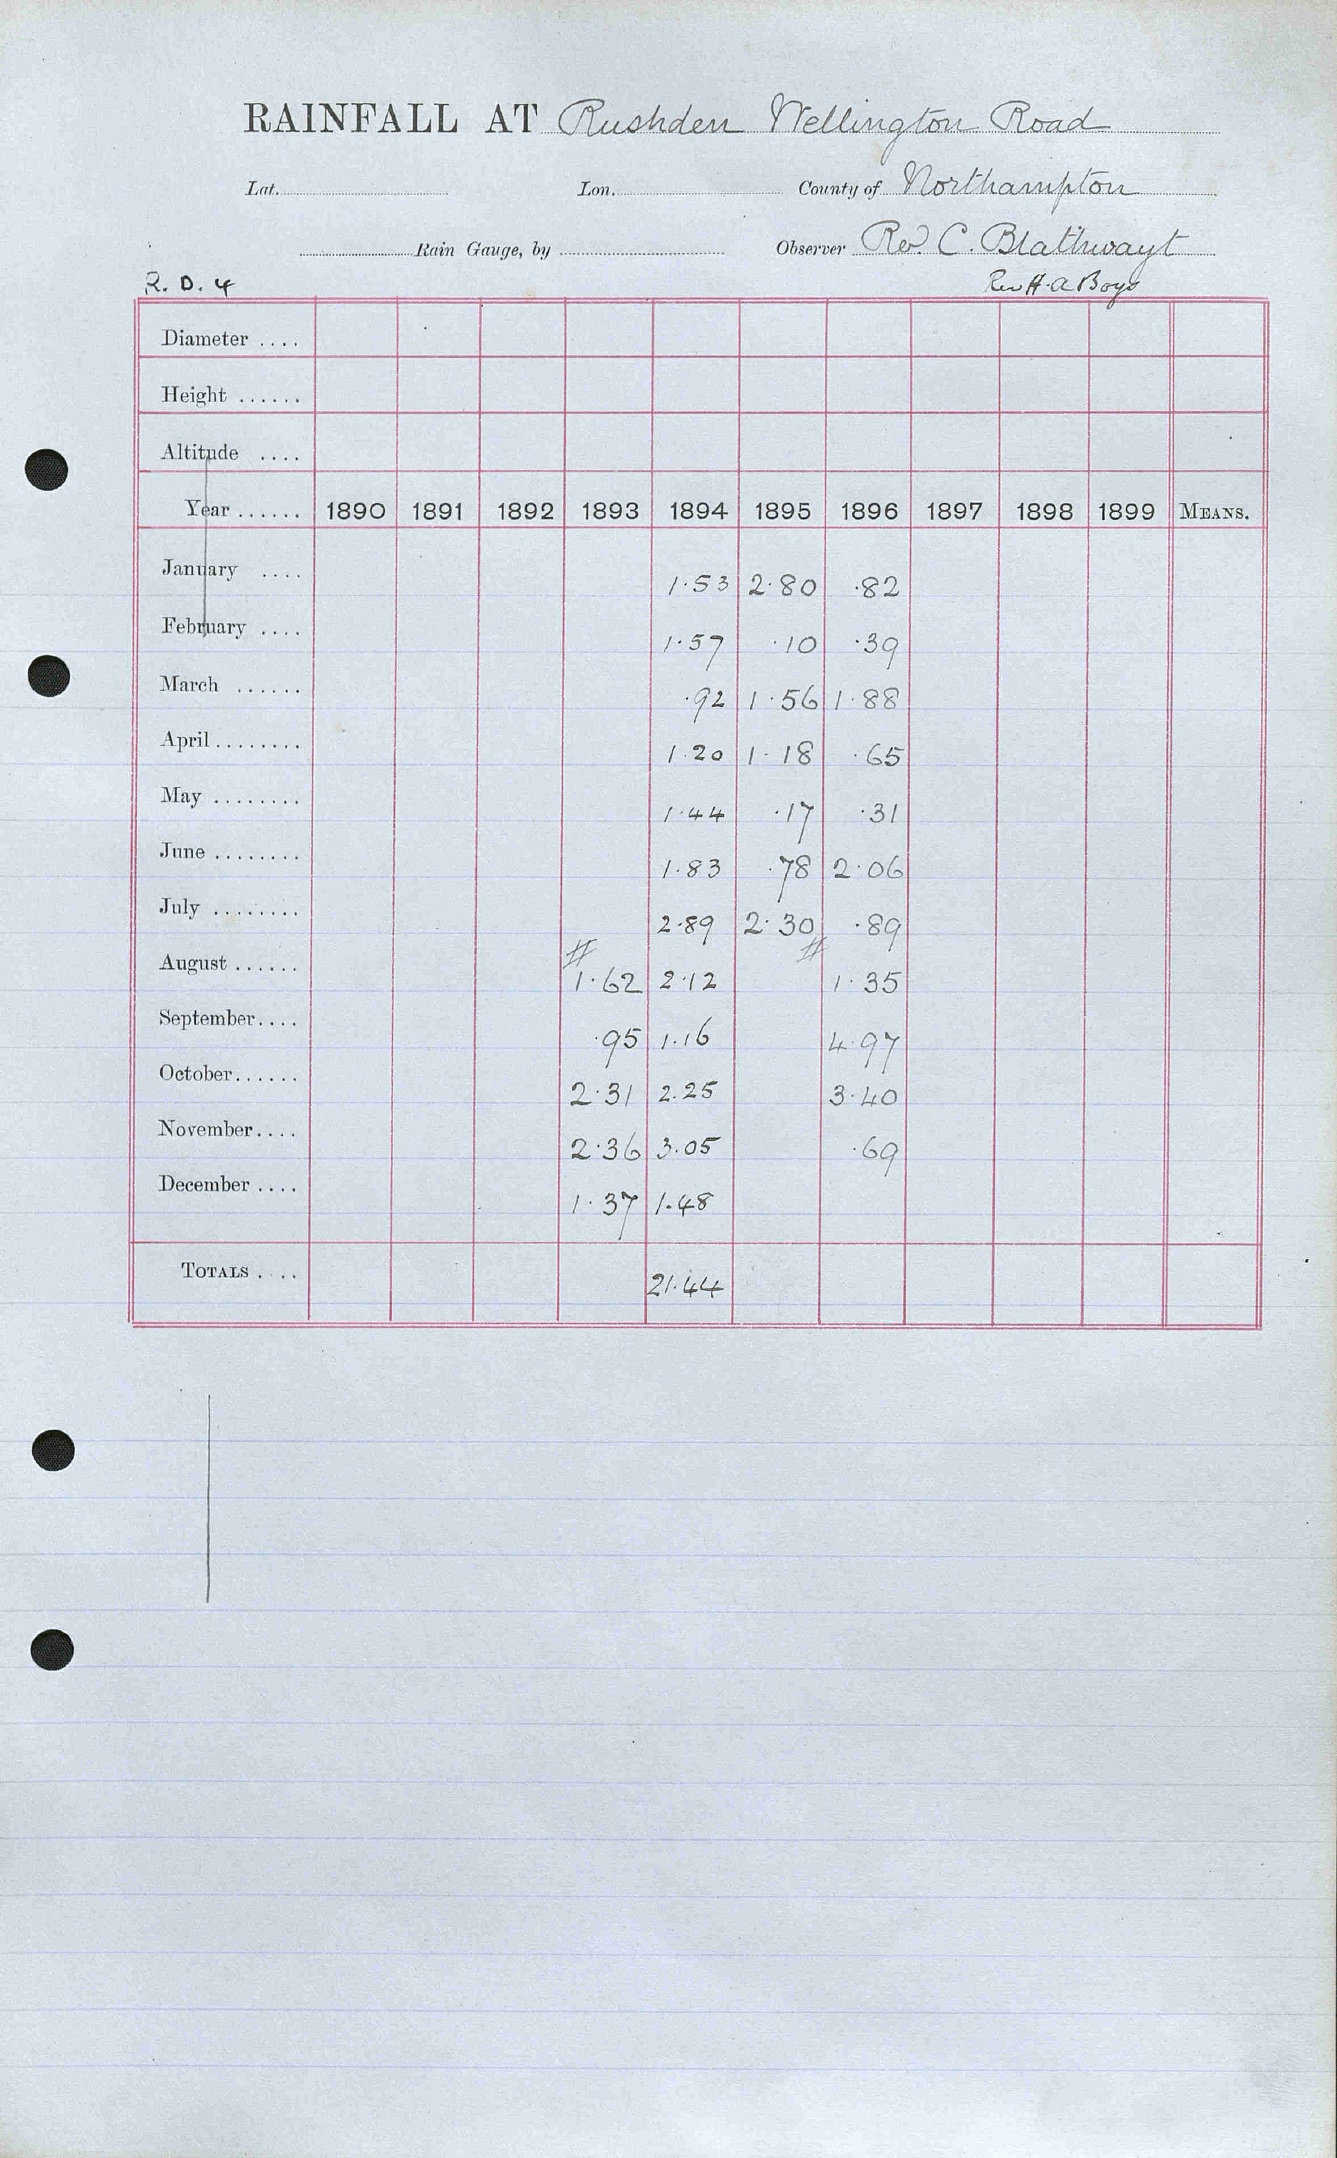 RAINFALL AT Rushden Wellington Road
Lat. Lon. County of Northampton
Rain Gauge, by Observer Rev. C. Blathwayt
R. D. 4 Rev H. A Boys
Diameter ....
Height ......
Altitude ....
Year ...... 1890 1891 1892 1893 1894 1895 1896 1897 1898 1899 MEANS.
January .... 1.53 2.80 .82
February .... 1.57 .10 .39
March ...... .92 1.56 1.88
April ........ 1.20 1.18 .65
May ........ 1.44 .17 .31
June ........ 1.83 .78 2.06
July ........ 2.89 2.30 .89
# #
August ...... 1.62 2.12 1.35
September.... .95 1.16 4.97
October...... 2.31 2.25 3.40
November.... 2.36 3.05 .69
December .... 1.37 1.48
TOTALS .... 21.44